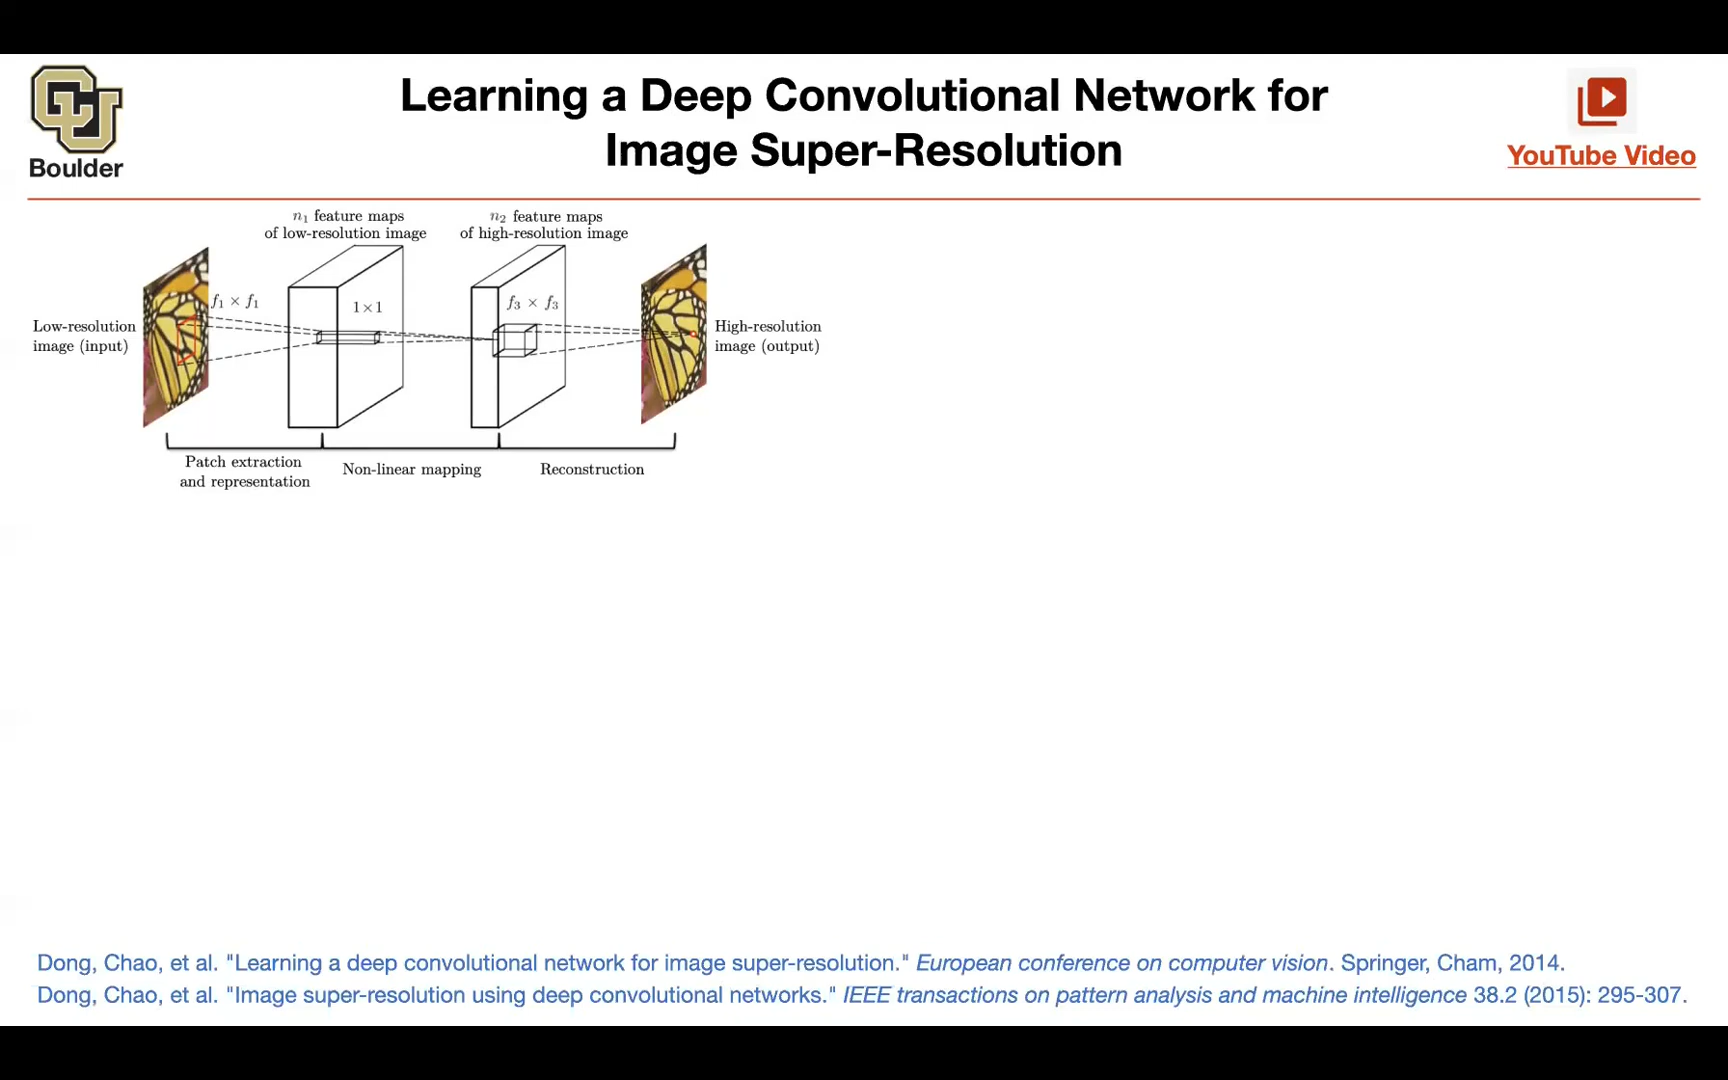 Learning a Deep Convolutional Network for
Image Super-Resolution
CU
Boulder
YouTube Video
n₁ feature maps
of low-resolution image
n₂ feature maps
of high-resolution image
f₁ × f₁
1×1
f₃ × f₃
Low-resolution
image (input)
High-resolution
image (output)
Patch extraction
and representation
Non-linear mapping
Reconstruction
Dong, Chao, et al. "Learning a deep convolutional network for image super-resolution." European conference on computer vision. Springer, Cham, 2014.
Dong, Chao, et al. "Image super-resolution using deep convolutional networks." IEEE transactions on pattern analysis and machine intelligence 38.2 (2015): 295-307.